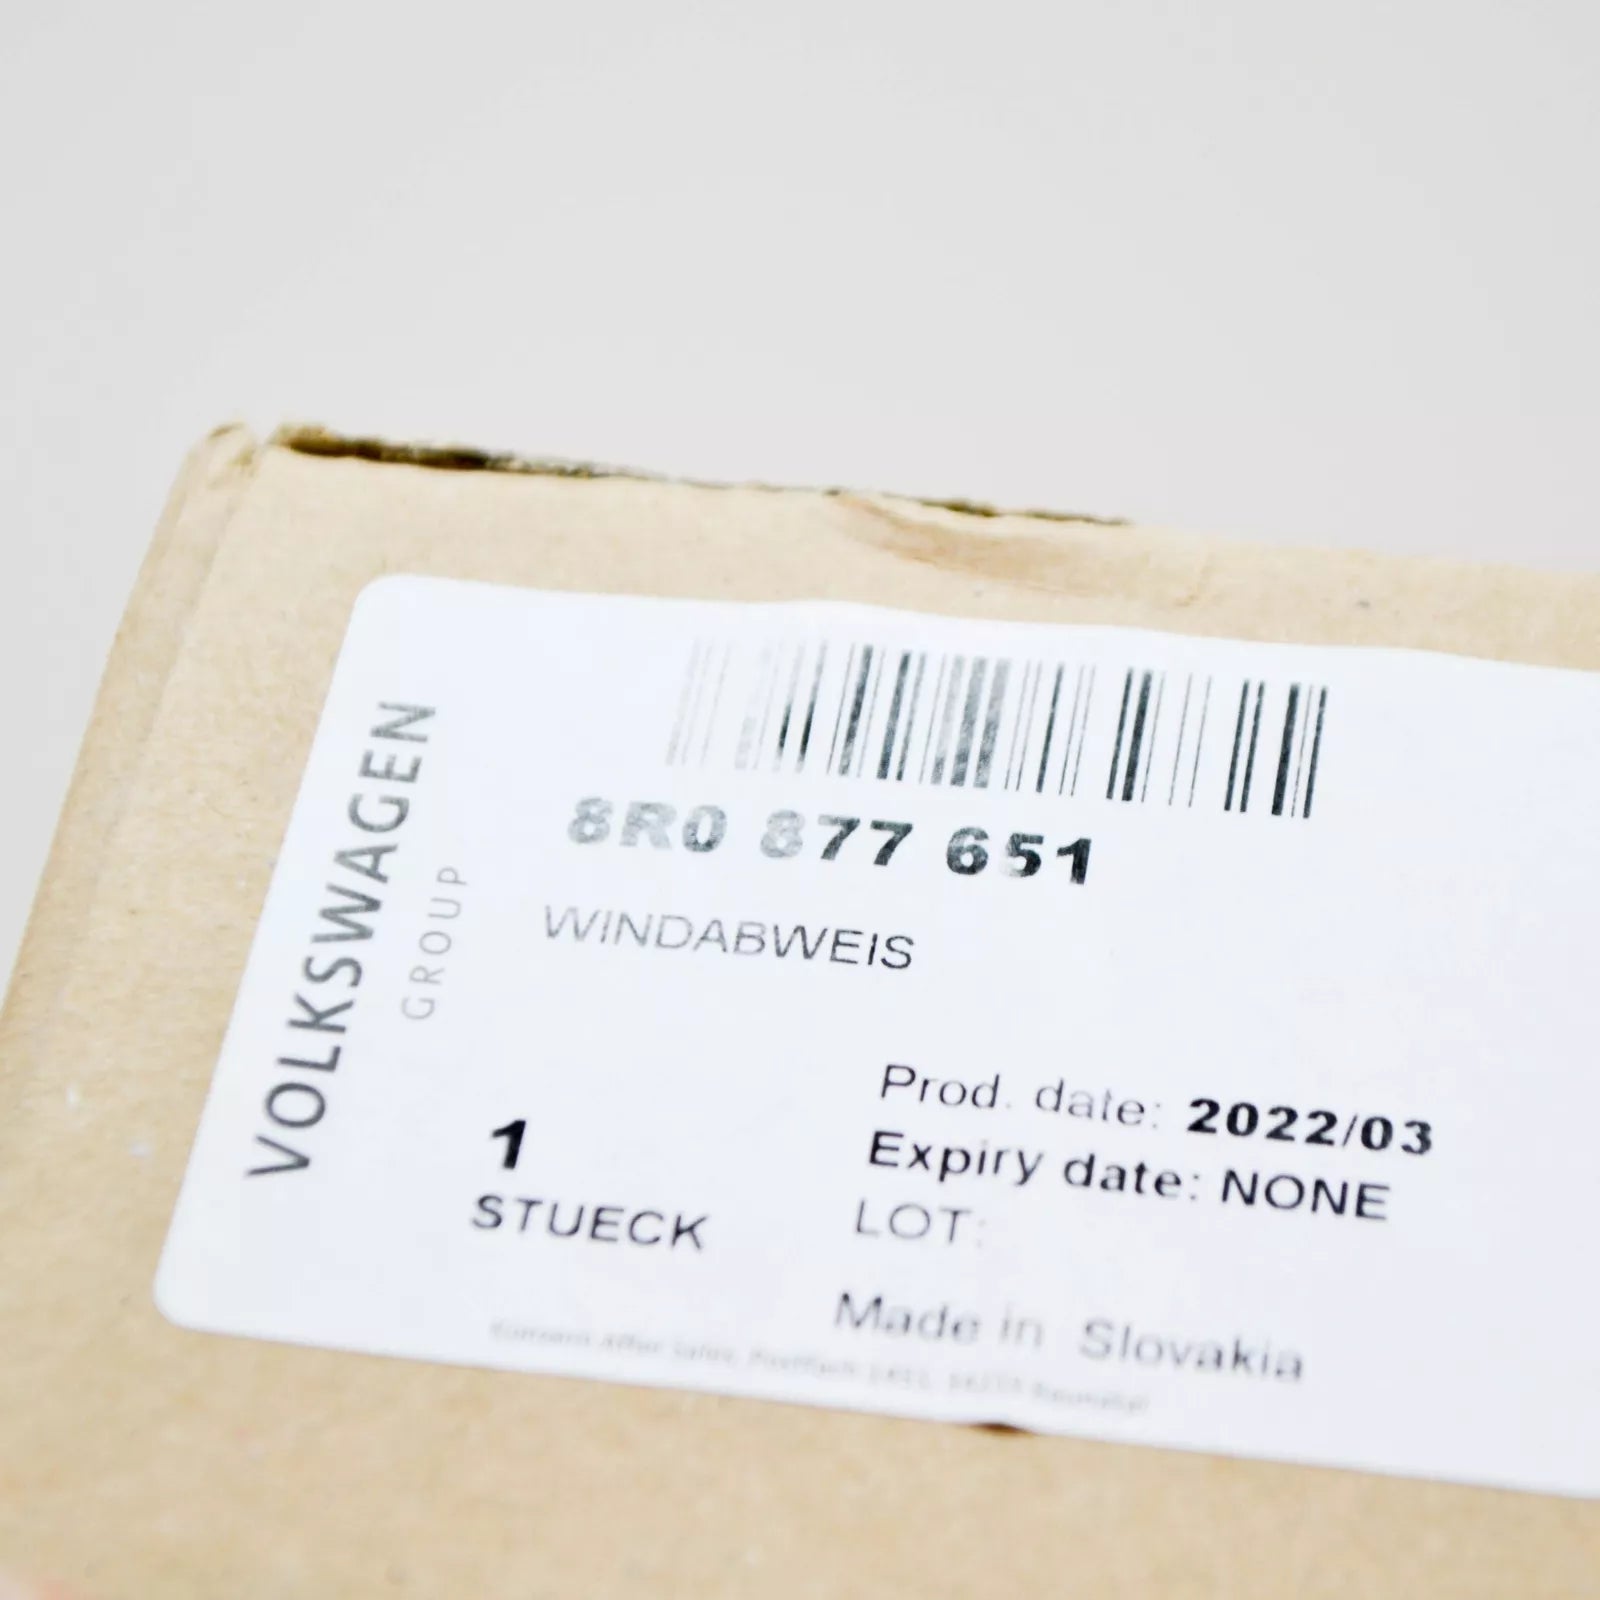 VOLKSWAGEN
GROUP
8R0 877 651
WINDABWEIS
1
STUECK
Prod. date: 2022/03
Expiry date: NONE
LOT:
Made in Slovakia